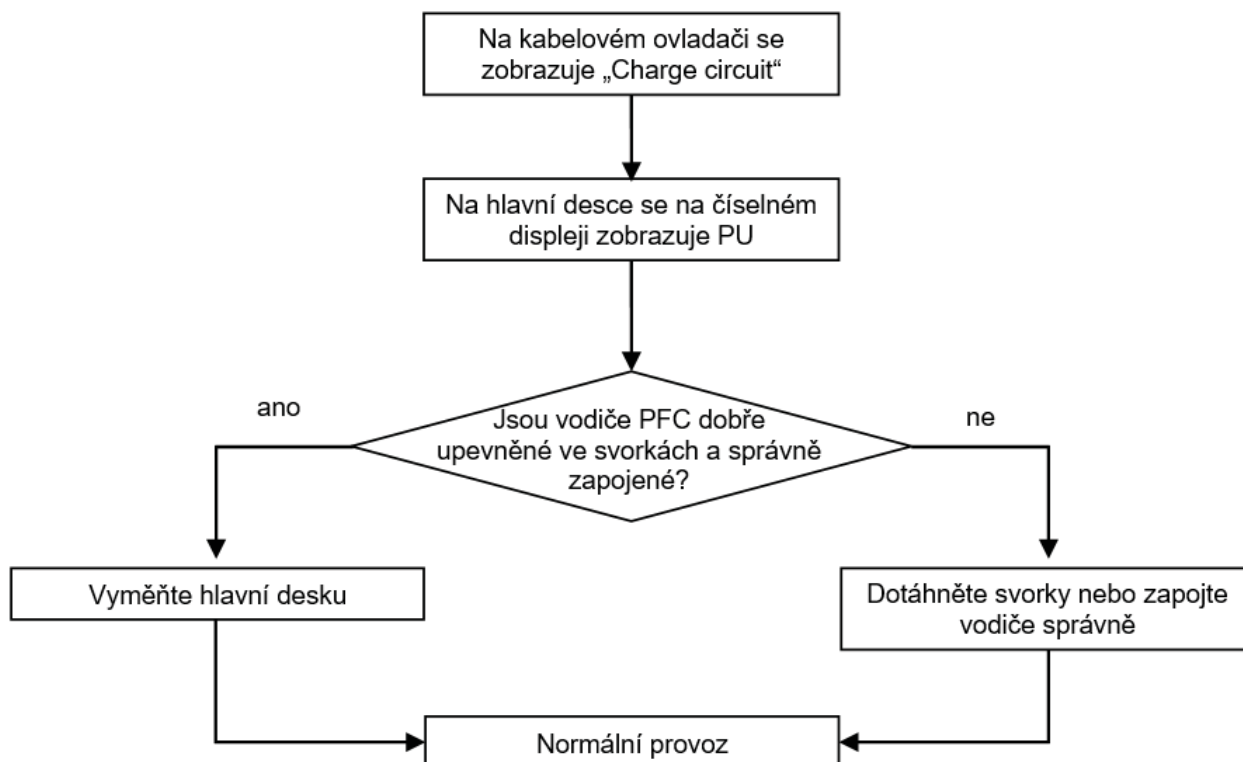 Na kabelovém ovladači se
zobrazuje „Charge circuit“
Na hlavní desce se na číselném
displeji zobrazuje PU
ano
Jsou vodiče PFC dobře
upevněné ve svorkách a správně
zapojené?
ne
Vyměňte hlavní desku
Dotáhněte svorky nebo zapojte
vodiče správně
Normální provoz